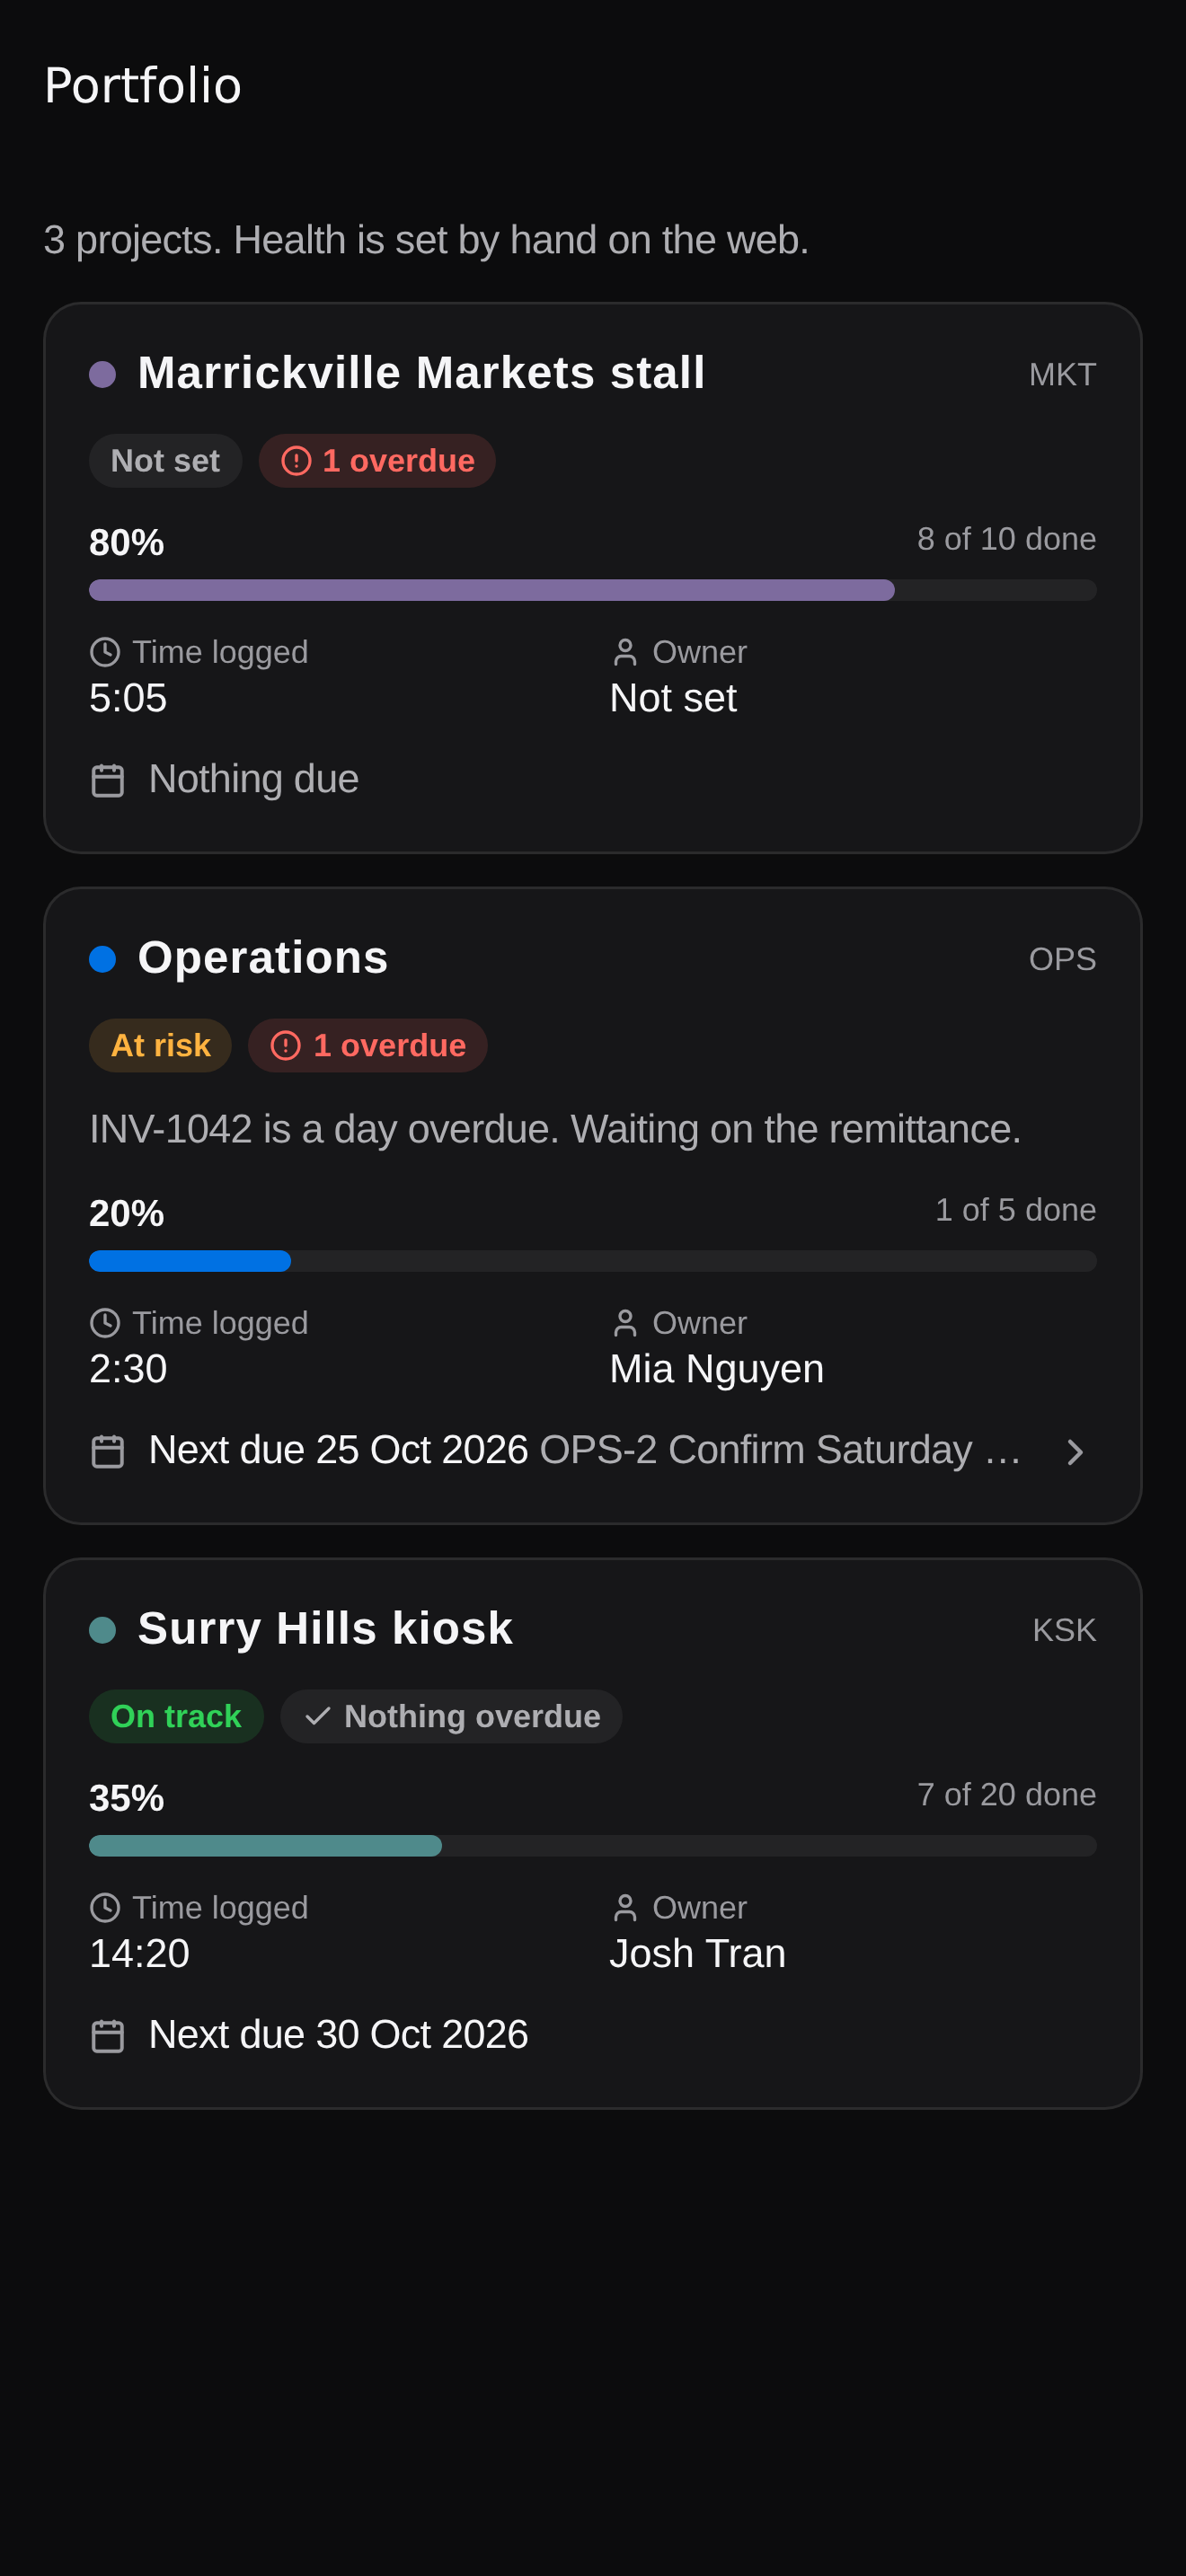 Portfolio
3 projects. Health is set by hand on the web.
Marrickville Markets stall MKT
Not set 1 overdue
80% 8 of 10 done
Time logged Owner
5:05 Not set
Nothing due
Operations OPS
At risk 1 overdue
INV-1042 is a day overdue. Waiting on the remittance.
20% 1 of 5 done
Time logged Owner
2:30 Mia Nguyen
Next due 25 Oct 2026 OPS-2 Confirm Saturday …
Surry Hills kiosk KSK
On track Nothing overdue
35% 7 of 20 done
Time logged Owner
14:20 Josh Tran
Next due 30 Oct 2026